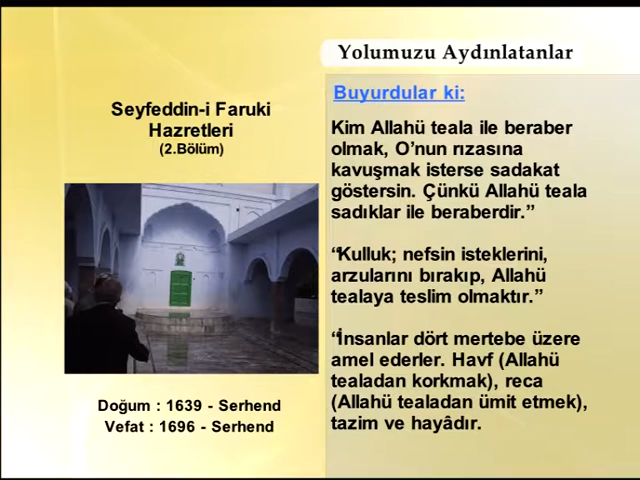 Yolumuzu Aydınlatanlar
Seyfeddin-i Faruki
Hazretleri
(2.Bölüm)
Doğum : 1639 - Serhend
Vefat : 1696 - Serhend
Buyurdular ki:
Kim Allahü teala ile beraber
olmak, O’nun rızasına
kavuşmak isterse sadakat
göstersin. Çünkü Allahü teala
sadıklar ile beraberdir.”
“Kulluk; nefsin isteklerini,
arzularını bırakıp, Allahü
tealaya teslim olmaktır.”
“İnsanlar dört mertebe üzere
amel ederler. Havf (Allahü
tealadan korkmak), reca
(Allahü tealadan ümit etmek),
tazim ve hayâdır.